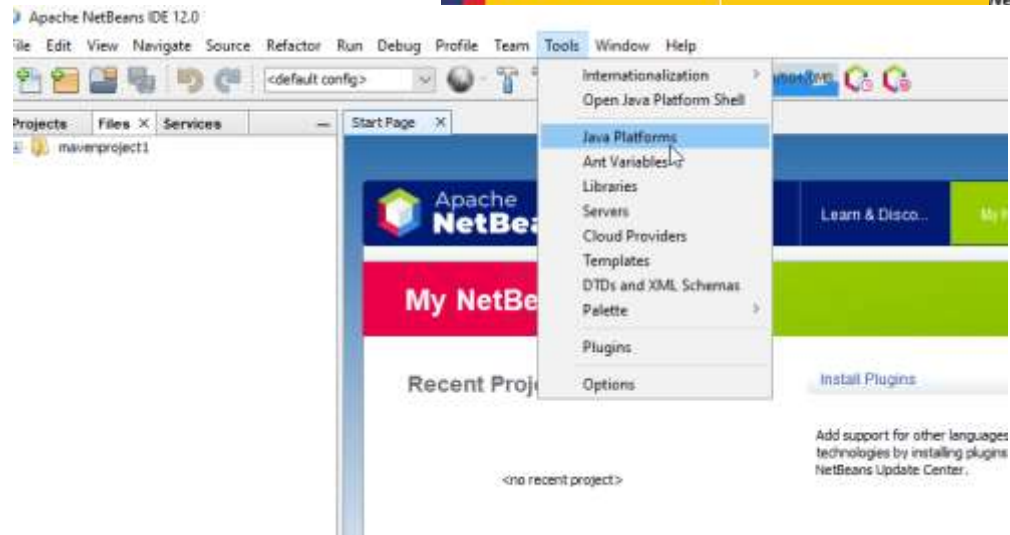 Apache NetBeans IDE 12.0
File Edit View Navigate Source Refactor Run Debug Profile Team Tools Window Help
<default config>
Projects Files Services
Start Page
mavenproject1
Internationalization
Open Java Platform Shell
Java Platforms
Ant Variables
Libraries
Servers
Cloud Providers
Templates
DTDs and XML Schemas
Palette
Plugins
Options
Apache
NetBe
Learn & Disco...
My
My NetBe
Recent Proj
<no recent project>
Install Plugins
Add support for other languages
technologies by installing plugins
NetBeans Update Center.